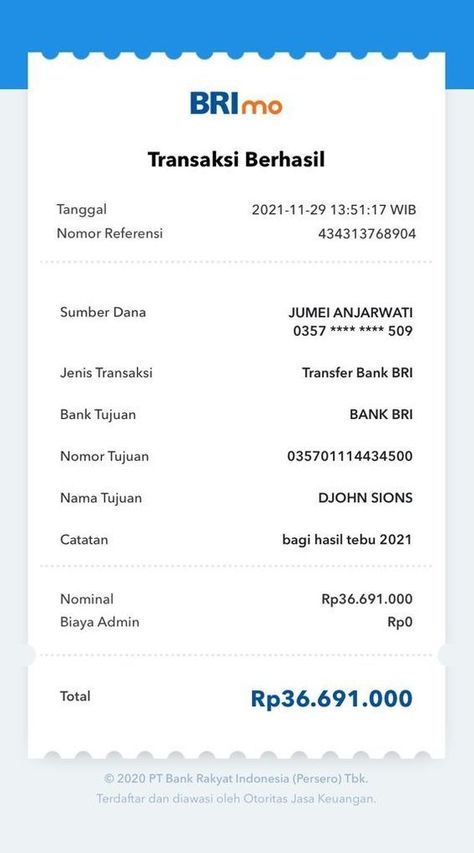 BRImo
Transaksi Berhasil
Tanggal 2021-11-29 13:51:17 WIB
Nomor Referensi 434313768904
Sumber Dana JUMEI ANJARWATI
0357 **** **** 509
Jenis Transaksi Transfer Bank BRI
Bank Tujuan BANK BRI
Nomor Tujuan 035701114434500
Nama Tujuan DJOHN SIONS
Catatan bagi hasil tebu 2021
Nominal Rp36.691.000
Biaya Admin Rp0
Total Rp36.691.000
© 2020 PT Bank Rakyat Indonesia (Persero) Tbk.
Terdaftar dan diawasi oleh Otoritas Jasa Keuangan.